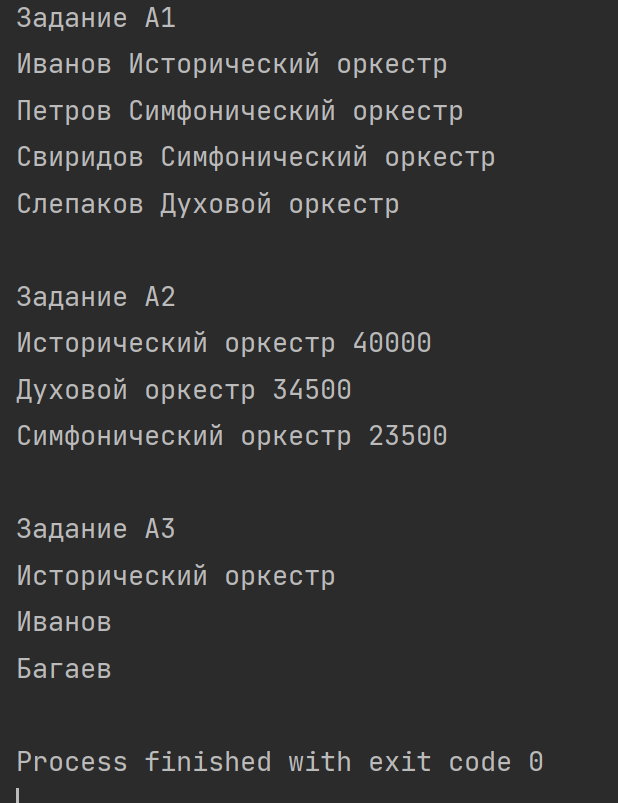 Задание А1
Иванов Исторический оркестр
Петров Симфонический оркестр
Свиридов Симфонический оркестр
Слепаков Духовой оркестр
Задание А2
Исторический оркестр 40000
Духовой оркестр 34500
Симфонический оркестр 23500
Задание А3
Исторический оркестр
Иванов
Багаев
Process finished with exit code 0